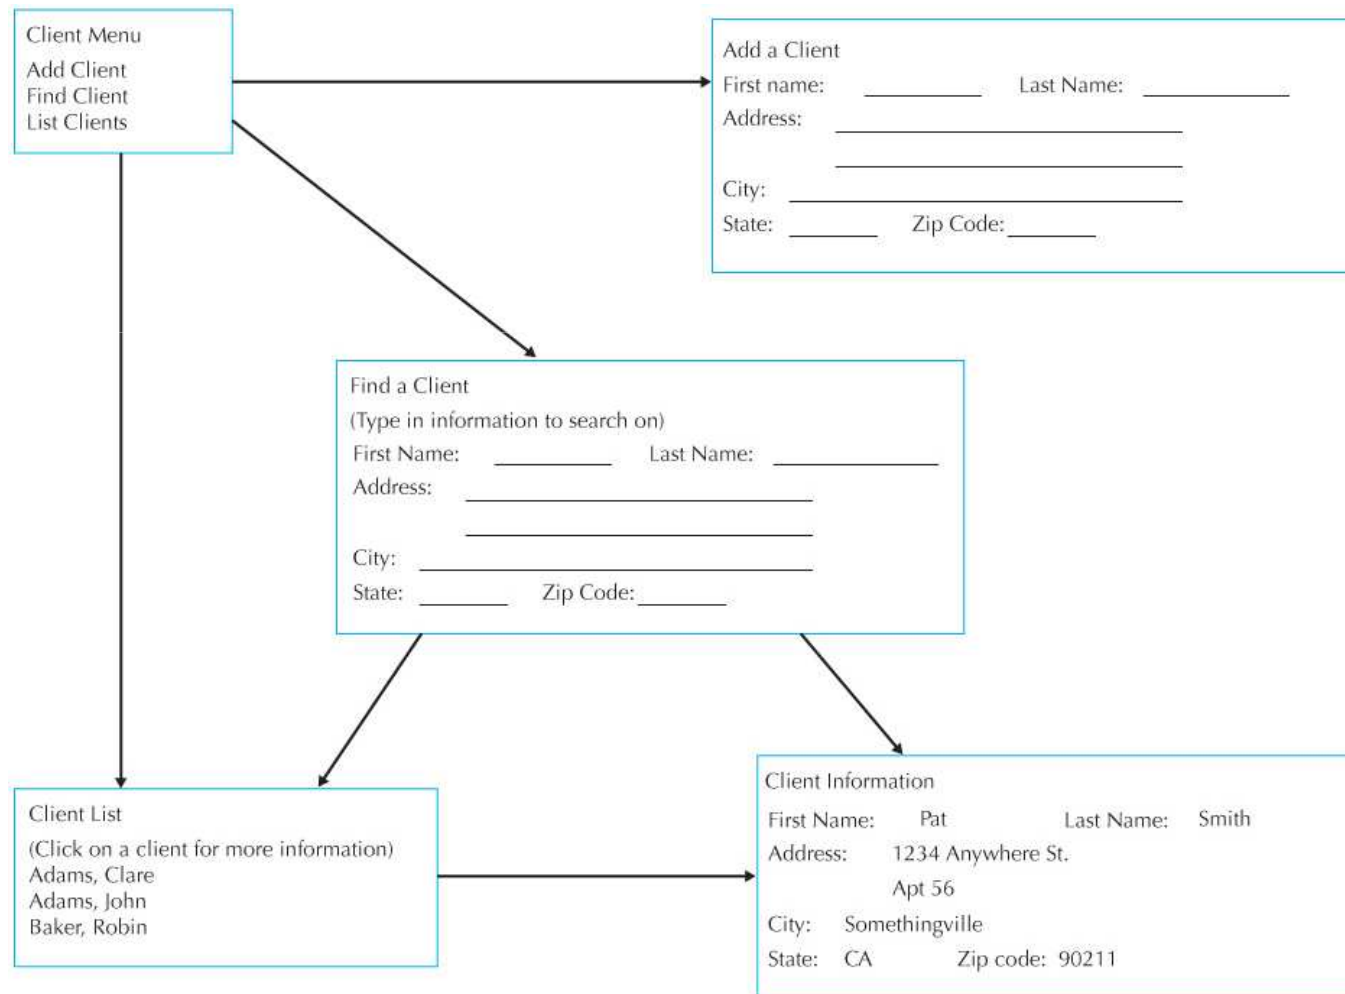 Client Menu
Add Client
Find Client
List Clients
Add a Client
First name: Last Name:
Address:
City:
State: Zip Code:
Find a Client
(Type in information to search on)
First Name: Last Name:
Address:
City:
State: Zip Code:
Client List
(Click on a client for more information)
Adams, Clare
Adams, John
Baker, Robin
Client Information
First Name: Pat Last Name: Smith
Address: 1234 Anywhere St.
Apt 56
City: Somethingville
State: CA Zip code: 90211